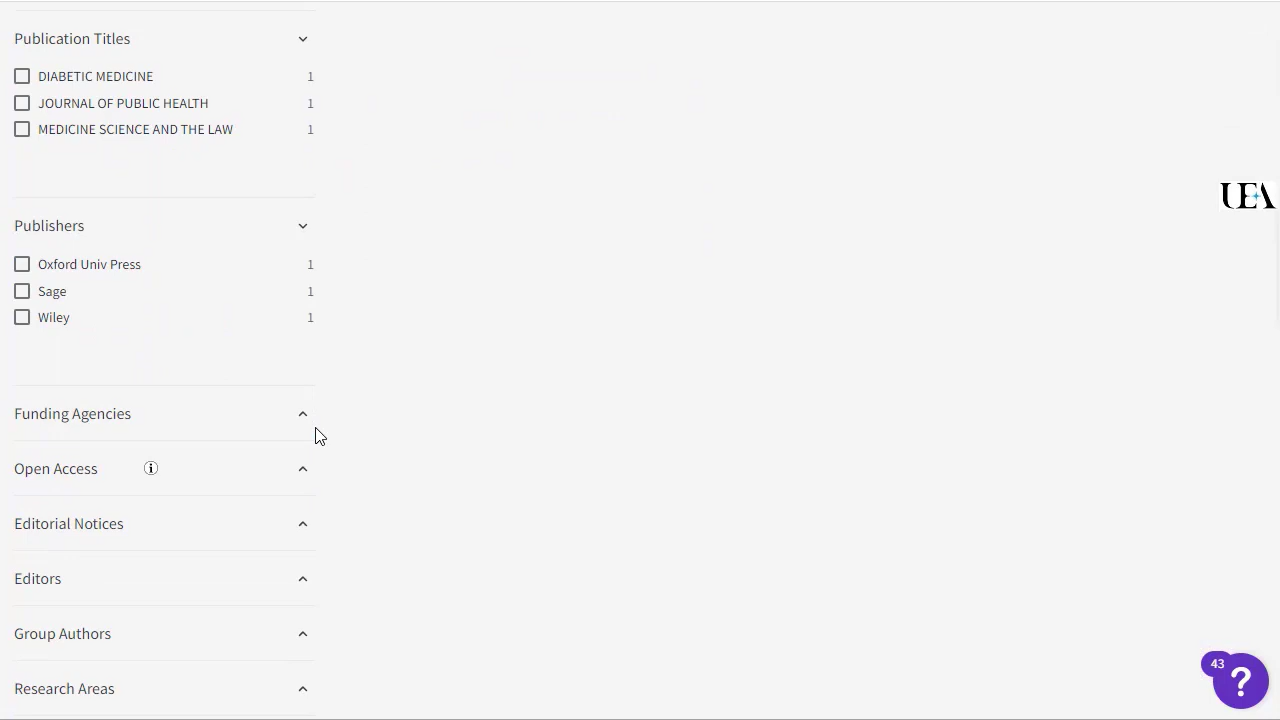 Publication Titles
DIABETIC MEDICINE 1
JOURNAL OF PUBLIC HEALTH 1
MEDICINE SCIENCE AND THE LAW 1
UEA
Publishers
Oxford Univ Press 1
Sage 1
Wiley 1
Funding Agencies
Open Access
Editorial Notices
Editors
Group Authors
43
?
Research Areas